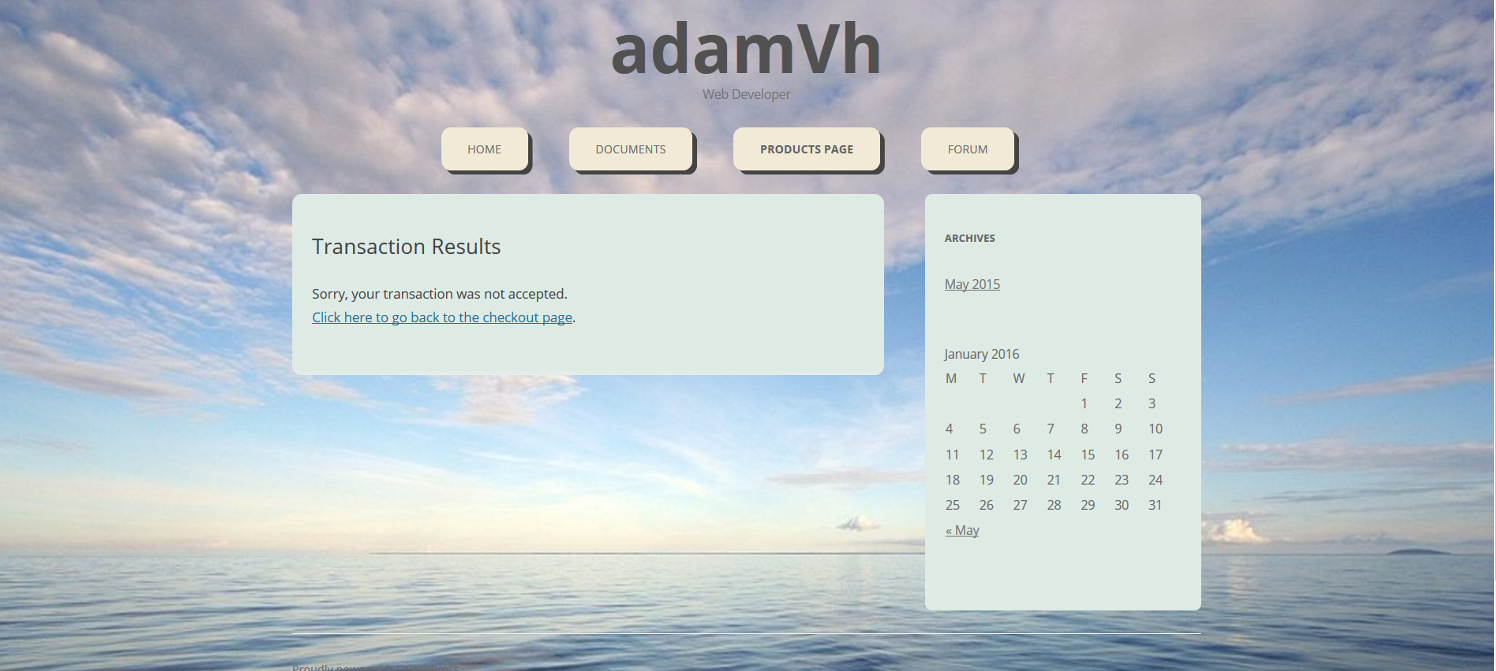 adamVh
Web Developer
HOME
DOCUMENTS
PRODUCTS PAGE
FORUM
Transaction Results
Sorry, your transaction was not accepted.
Click here to go back to the checkout page.
ARCHIVES
May 2015
January 2016
M T W T F S S
1 2 3
4 5 6 7 8 9 10
11 12 13 14 15 16 17
18 19 20 21 22 23 24
25 26 27 28 29 30 31
« May
Proudly